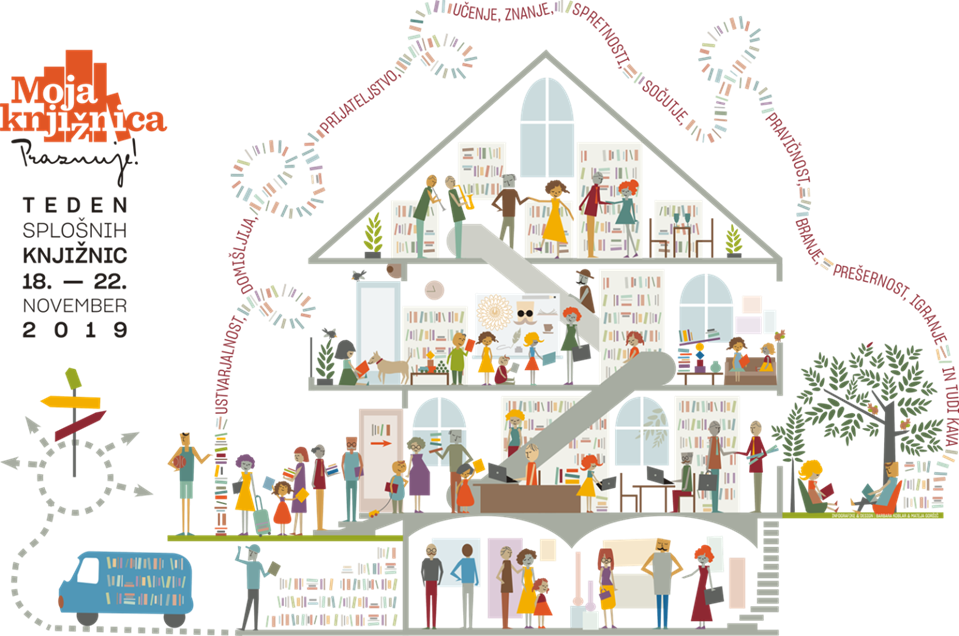 Moja
knjižnica
Praznuje!
TEDEN
SPLOŠNIH
KNJIŽNIC
18. — 22.
NOVEMBER
2019
USTVARJALNOST, DOMIŠLJIJA, PRIJATELJSTVO, UČENJE, ZNANJE, SPRETNOSTI, SOČUTJE, PRAVIČNOST, BRANJE, PREŠERNOST, IGRANJE IN TUDI KAVA